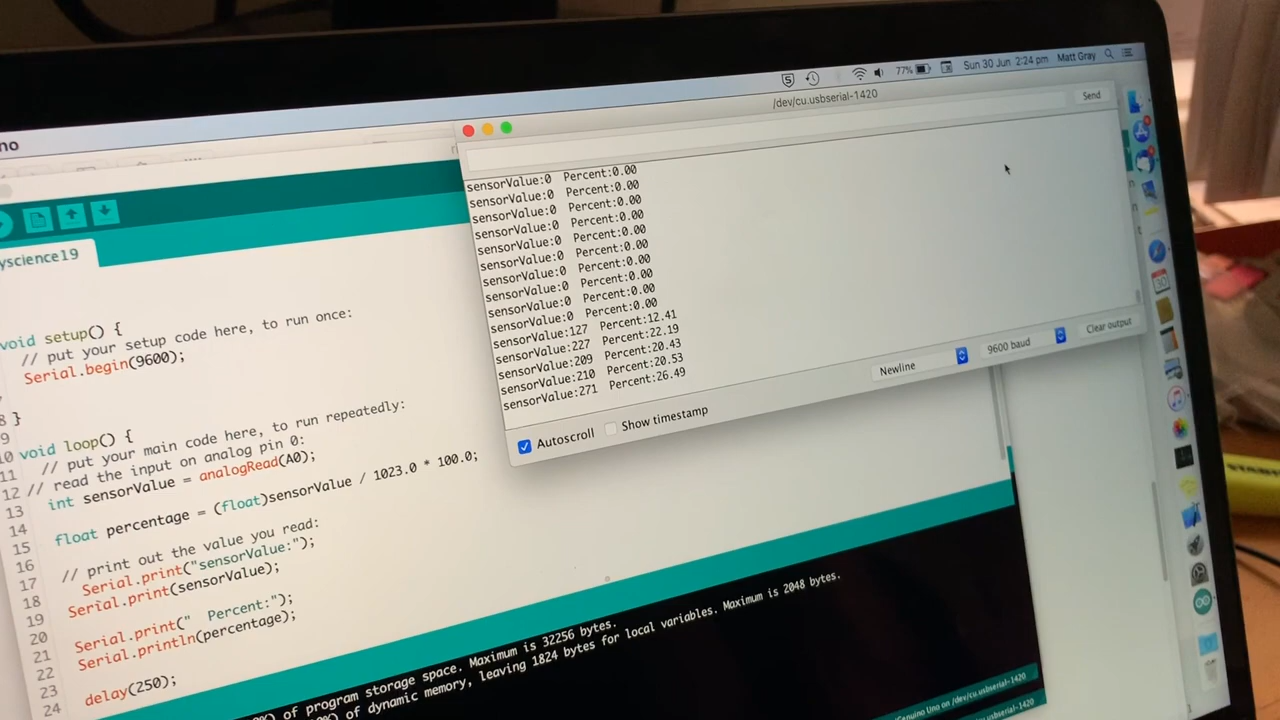 no
Sun 30 Jun 2:24 pm Matt Gray
77%
/dev/cu.usbserial-1420
Send
sensorValue:0 Percent:0.00
sensorValue:0 Percent:0.00
sensorValue:0 Percent:0.00
sensorValue:0 Percent:0.00
sensorValue:0 Percent:0.00
sensorValue:0 Percent:0.00
sensorValue:0 Percent:0.00
sensorValue:0 Percent:0.00
sensorValue:0 Percent:0.00
sensorValue:0 Percent:0.00
sensorValue:127 Percent:12.41
sensorValue:227 Percent:22.19
sensorValue:209 Percent:20.43
sensorValue:210 Percent:20.53
sensorValue:271 Percent:26.49
Autoscroll
Show timestamp
Newline
9600 baud
Clear output
yscience19
void setup() {
// put your setup code here, to run once:
Serial.begin(9600);
8 }
9
10 void loop() {
11 // put your main code here, to run repeatedly:
12 // read the input on analog pin 0:
13 int sensorValue = analogRead(A0);
14
15 float percentage = (float)sensorValue / 1023.0 * 100.0;
16
17 // print out the value you read:
18 Serial.print("sensorValue:");
19 Serial.print(sensorValue);
20
21 Serial.print("  Percent:");
22 Serial.println(percentage);
23
24 delay(250);
of program storage space. Maximum is 32256 bytes.
of dynamic memory, leaving 1824 bytes for local variables. Maximum is 2048 bytes.
Genuino Uno on /dev/cu.usbserial-1420
usbserial-1420